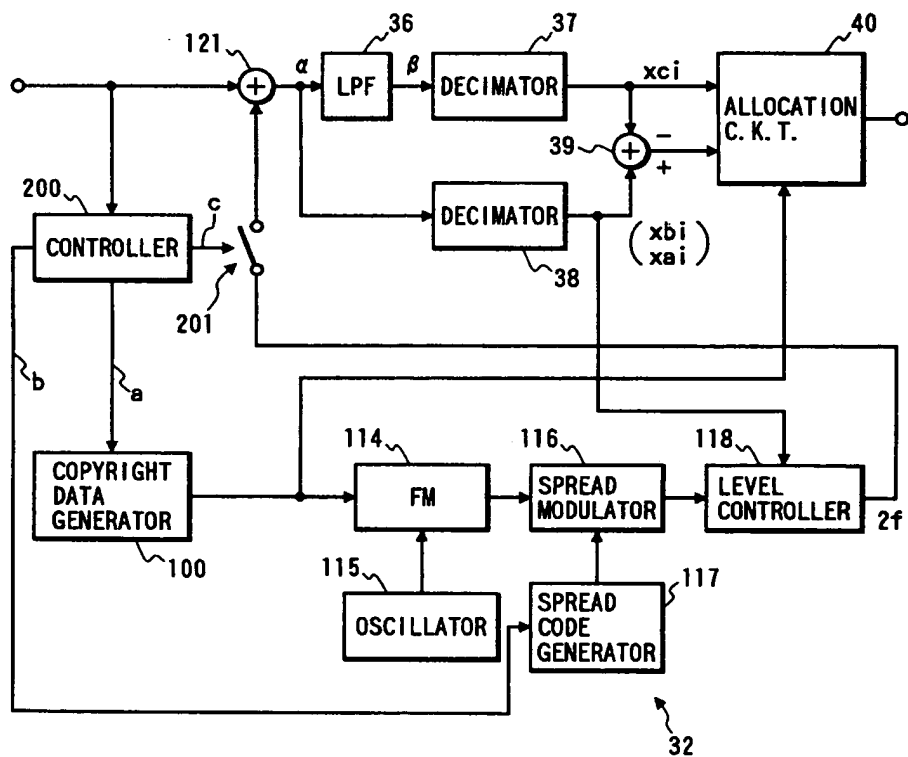 36
37
40
121
α
LPF
β
DECIMATOR
xci
ALLOCATION
C.K.T.
39
−
+
+
+
200
CONTROLLER
c
DECIMATOR
38
(xbi
xai)
201
b
a
COPYRIGHT
DATA
GENERATOR
100
114
FM
116
SPREAD
MODULATOR
118
LEVEL
CONTROLLER
2f
115
OSCILLATOR
117
SPREAD
CODE
GENERATOR
32